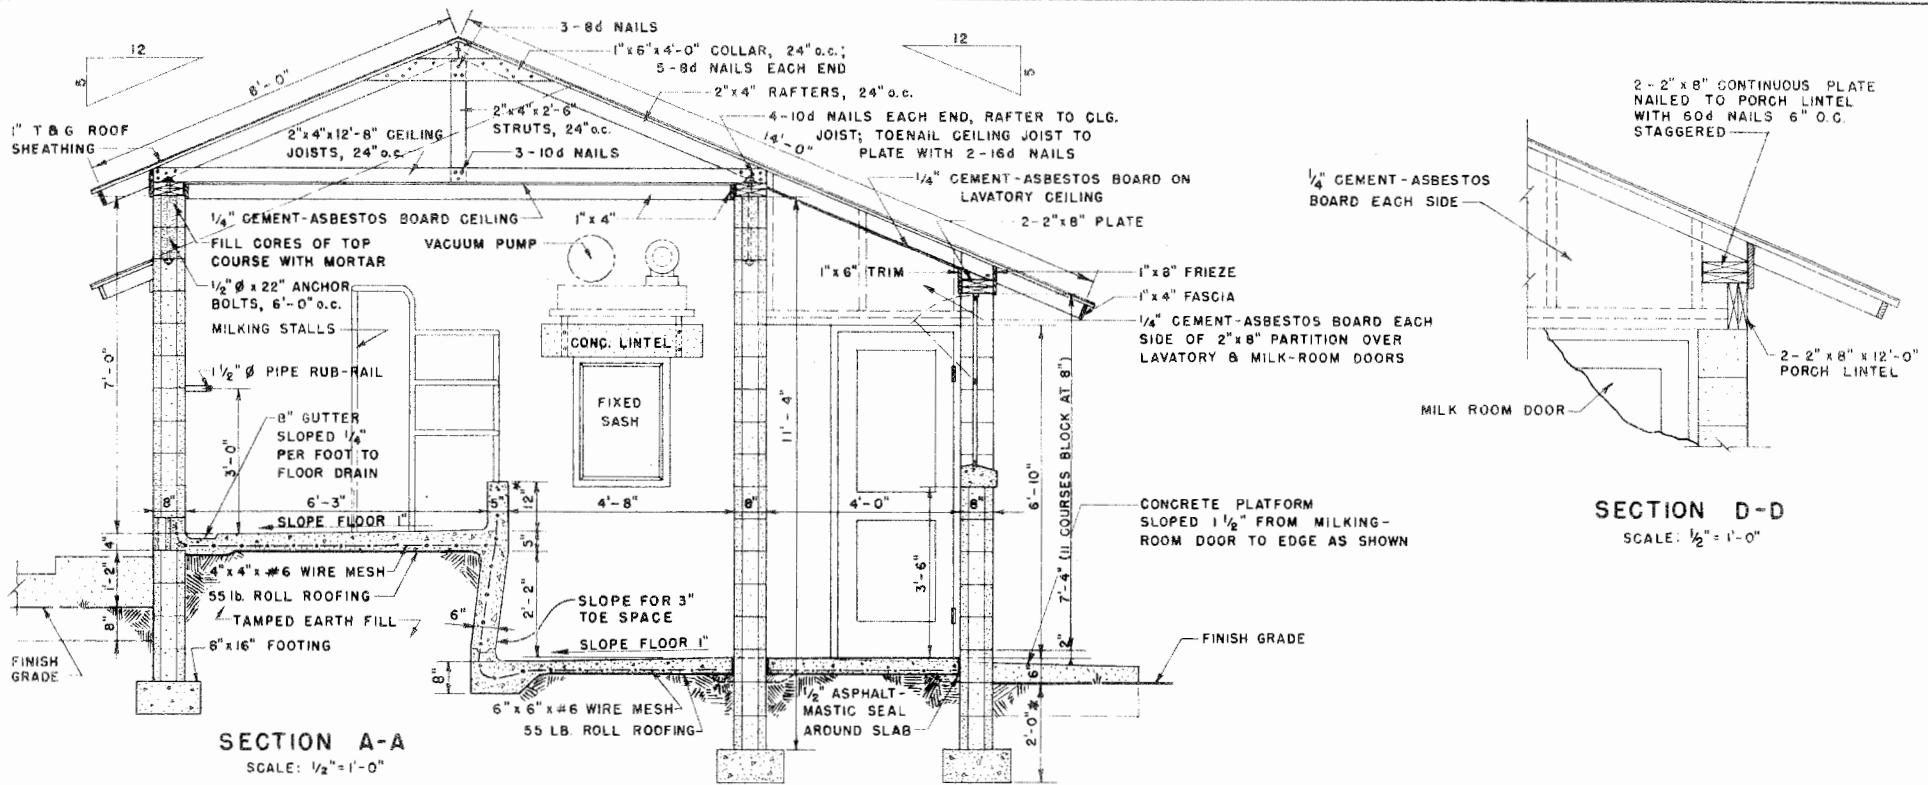 3-8d NAILS
1"x6"x4'-0" COLLAR, 24" o.c.;
5-8d NAILS EACH END
12
5
8'-0"
12
5
2"x4" RAFTERS, 24" o.c.
1" T & G ROOF
SHEATHING
2"x4"x12'-8" CEILING
JOISTS, 24" o.c.
2"x4"x2'-6"
STRUTS, 24" o.c.
3-10d NAILS
4-10d NAILS EACH END, RAFTER TO CLG.
JOIST; TOENAIL CEILING JOIST TO
PLATE WITH 2-16d NAILS
14'-0"
1/4" CEMENT-ASBESTOS BOARD ON
LAVATORY CEILING
2-2"x8" PLATE
1/4" CEMENT-ASBESTOS BOARD CEILING
1"x4"
FILL CORES OF TOP
COURSE WITH MORTAR
VACUUM PUMP
1/2" Ø x 22" ANCHOR
BOLTS, 6'-0" o.c.
MILKING STALLS
1"x6" TRIM
1"x8" FRIEZE
1"x4" FASCIA
1/4" CEMENT-ASBESTOS BOARD EACH
SIDE OF 2"x8" PARTITION OVER
LAVATORY & MILK-ROOM DOORS
CONC. LINTEL
7'-0"
1 1/2" Ø PIPE RUB-RAIL
FIXED
SASH
8" GUTTER
SLOPED 1/4"
PER FOOT TO
FLOOR DRAIN
3'-0"
11'-4"
6'-10"
7'-4" (11 COURSES BLOCK AT 8")
8"
6'-3"
5"
12"
4'-8"
8"
4'-0"
8"
SLOPE FLOOR 1"
CONCRETE PLATFORM
SLOPED 1 1/2" FROM MILKING-
ROOM DOOR TO EDGE AS SHOWN
4"
5"
1'-2"
4"x4"x#6 WIRE MESH
55 lb. ROLL ROOFING
2'-2"
3'-6"
6"
SLOPE FOR 3"
TOE SPACE
8"
TAMPED EARTH FILL
SLOPE FLOOR 1"
2"
FINISH GRADE
8"x16" FOOTING
FINISH
GRADE
8"
6"
6"x6"x#6 WIRE MESH
55 LB. ROLL ROOFING
1/2" ASPHALT-
MASTIC SEAL
AROUND SLAB
2'-0"*
SECTION A-A
SCALE: 1/2"=1'-0"
2-2"x8" CONTINUOUS PLATE
NAILED TO PORCH LINTEL
WITH 60d NAILS 6" O.C.
STAGGERED
1/4" CEMENT-ASBESTOS
BOARD EACH SIDE
2-2"x8"x12'-0"
PORCH LINTEL
MILK ROOM DOOR
SECTION D-D
SCALE: 1/2"=1'-0"